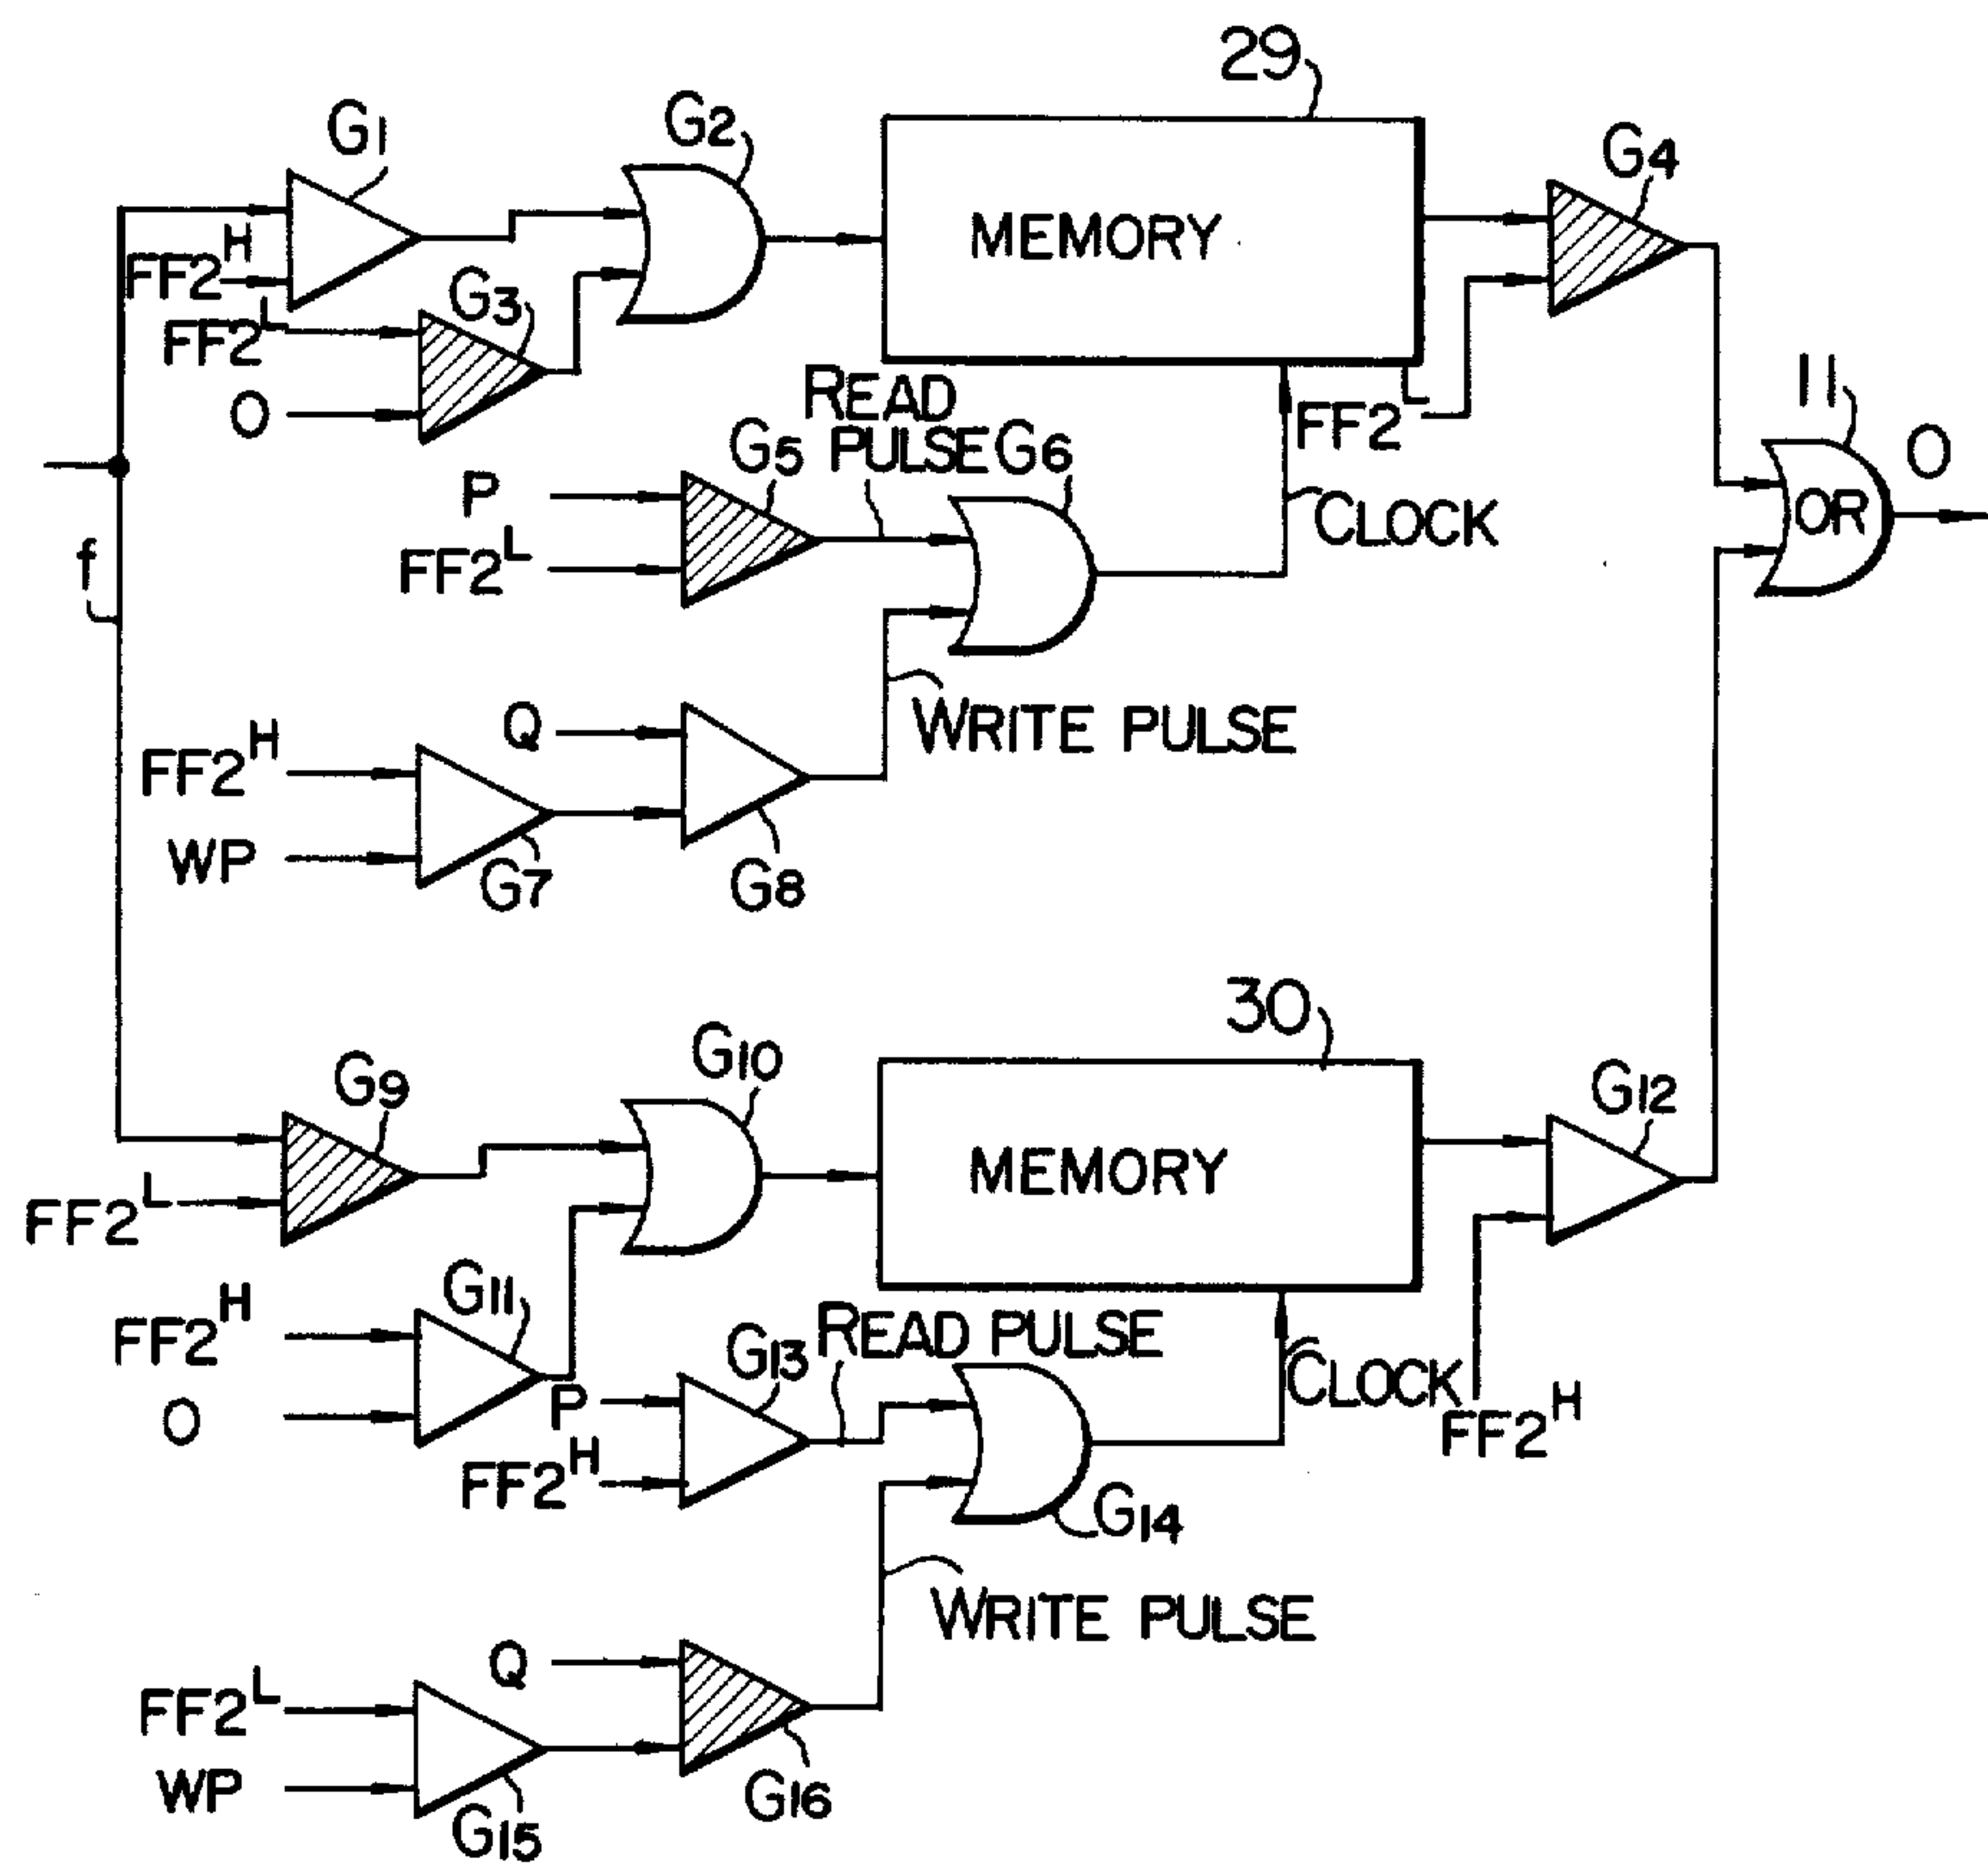 29
G1
G2
G4
FF2H
MEMORY
G3
FF2L
O
READ
PULSE
FF2L
11
O
G5
G6
P
OR
CLOCK
FF2L
f
Q
WRITE PULSE
FF2H
WP
G7
G8
30
G9
G10
G12
MEMORY
FF2L
G11
FF2H
G13
READ PULSE
P
CLOCK
O
FF2H
FF2H
G14
WRITE PULSE
Q
FF2L
WP
G16
G15